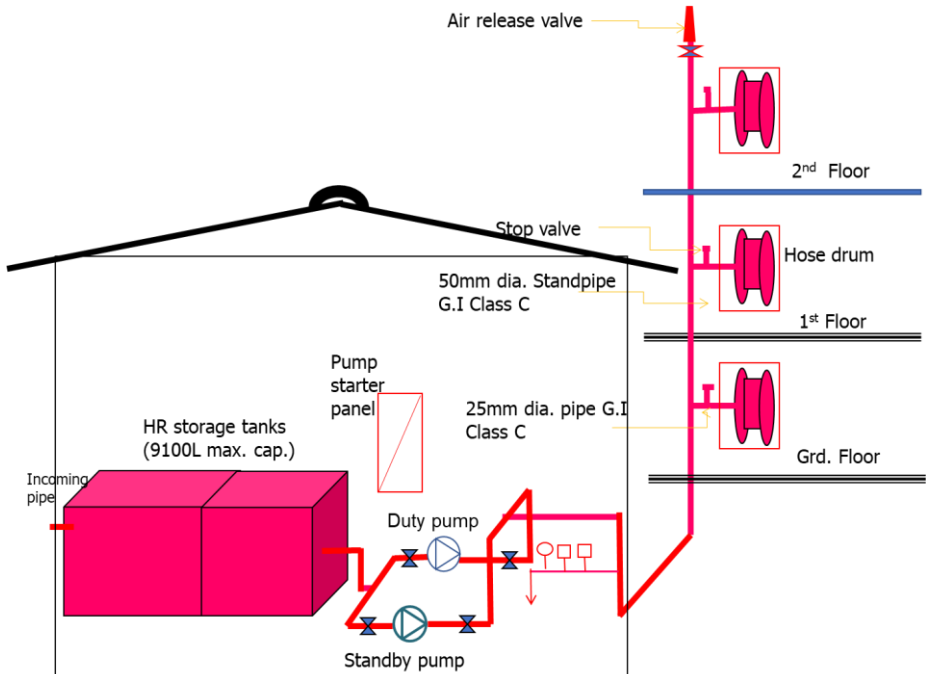 Air release valve
2nd Floor
Stop valve
Hose drum
50mm dia. Standpipe
G.I Class C
1st Floor
Pump
starter
panel
25mm dia. pipe G.I
Class C
HR storage tanks
(9100L max. cap.)
Grd. Floor
Incoming
pipe
Duty pump
Standby pump